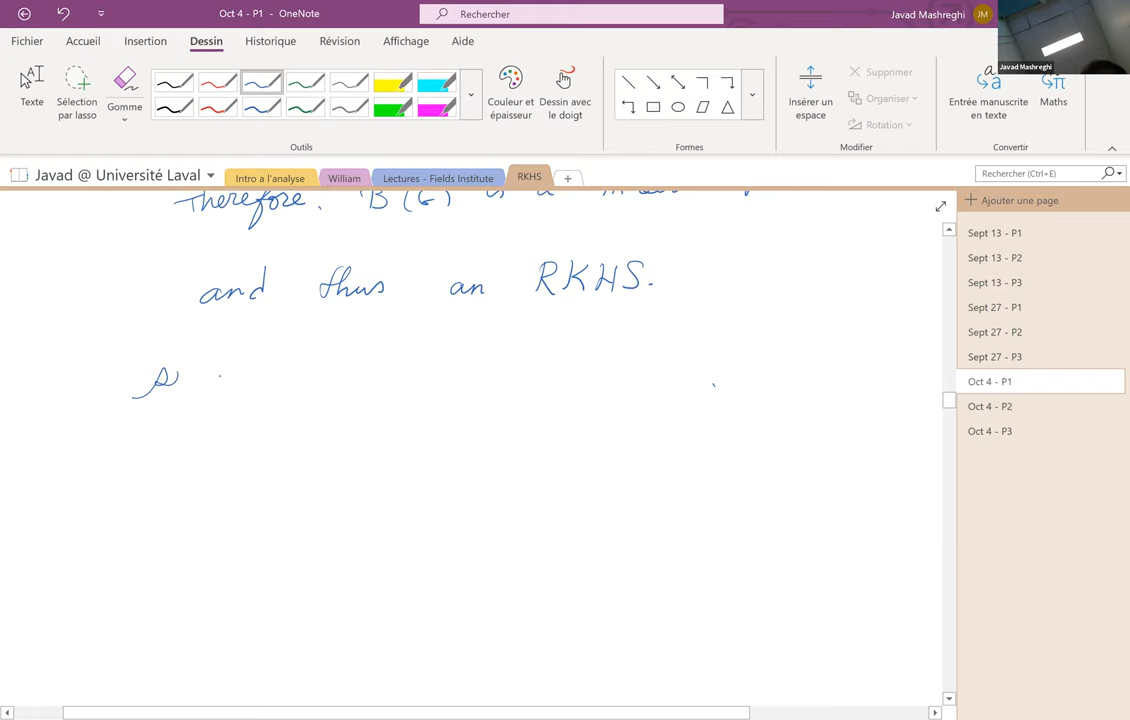 Oct 4 - P1 - OneNote
Rechercher
Javad Mashreghi
JM
Javad Mashreghi
Fichier
Accueil
Insertion
Dessin
Historique
Révision
Affichage
Aide
Texte
Sélection par lasso
Gomme
Couleur et épaisseur
Dessin avec le doigt
Insérer un espace
Supprimer
Organiser
Rotation
Entrée manuscrite en texte
Maths
Outils
Formes
Modifier
Convertir
Javad @ Université Laval
Intro a l'analyse
William
Lectures - Fields Institute
RKHS
Rechercher (Ctrl+E)
Ajouter une page
Sept 13 - P1
Sept 13 - P2
Sept 13 - P3
Sept 27 - P1
Sept 27 - P2
Sept 27 - P3
Oct 4 - P1
Oct 4 - P2
Oct 4 - P3
Therefore. B(G) is a
and thus an RKHS.